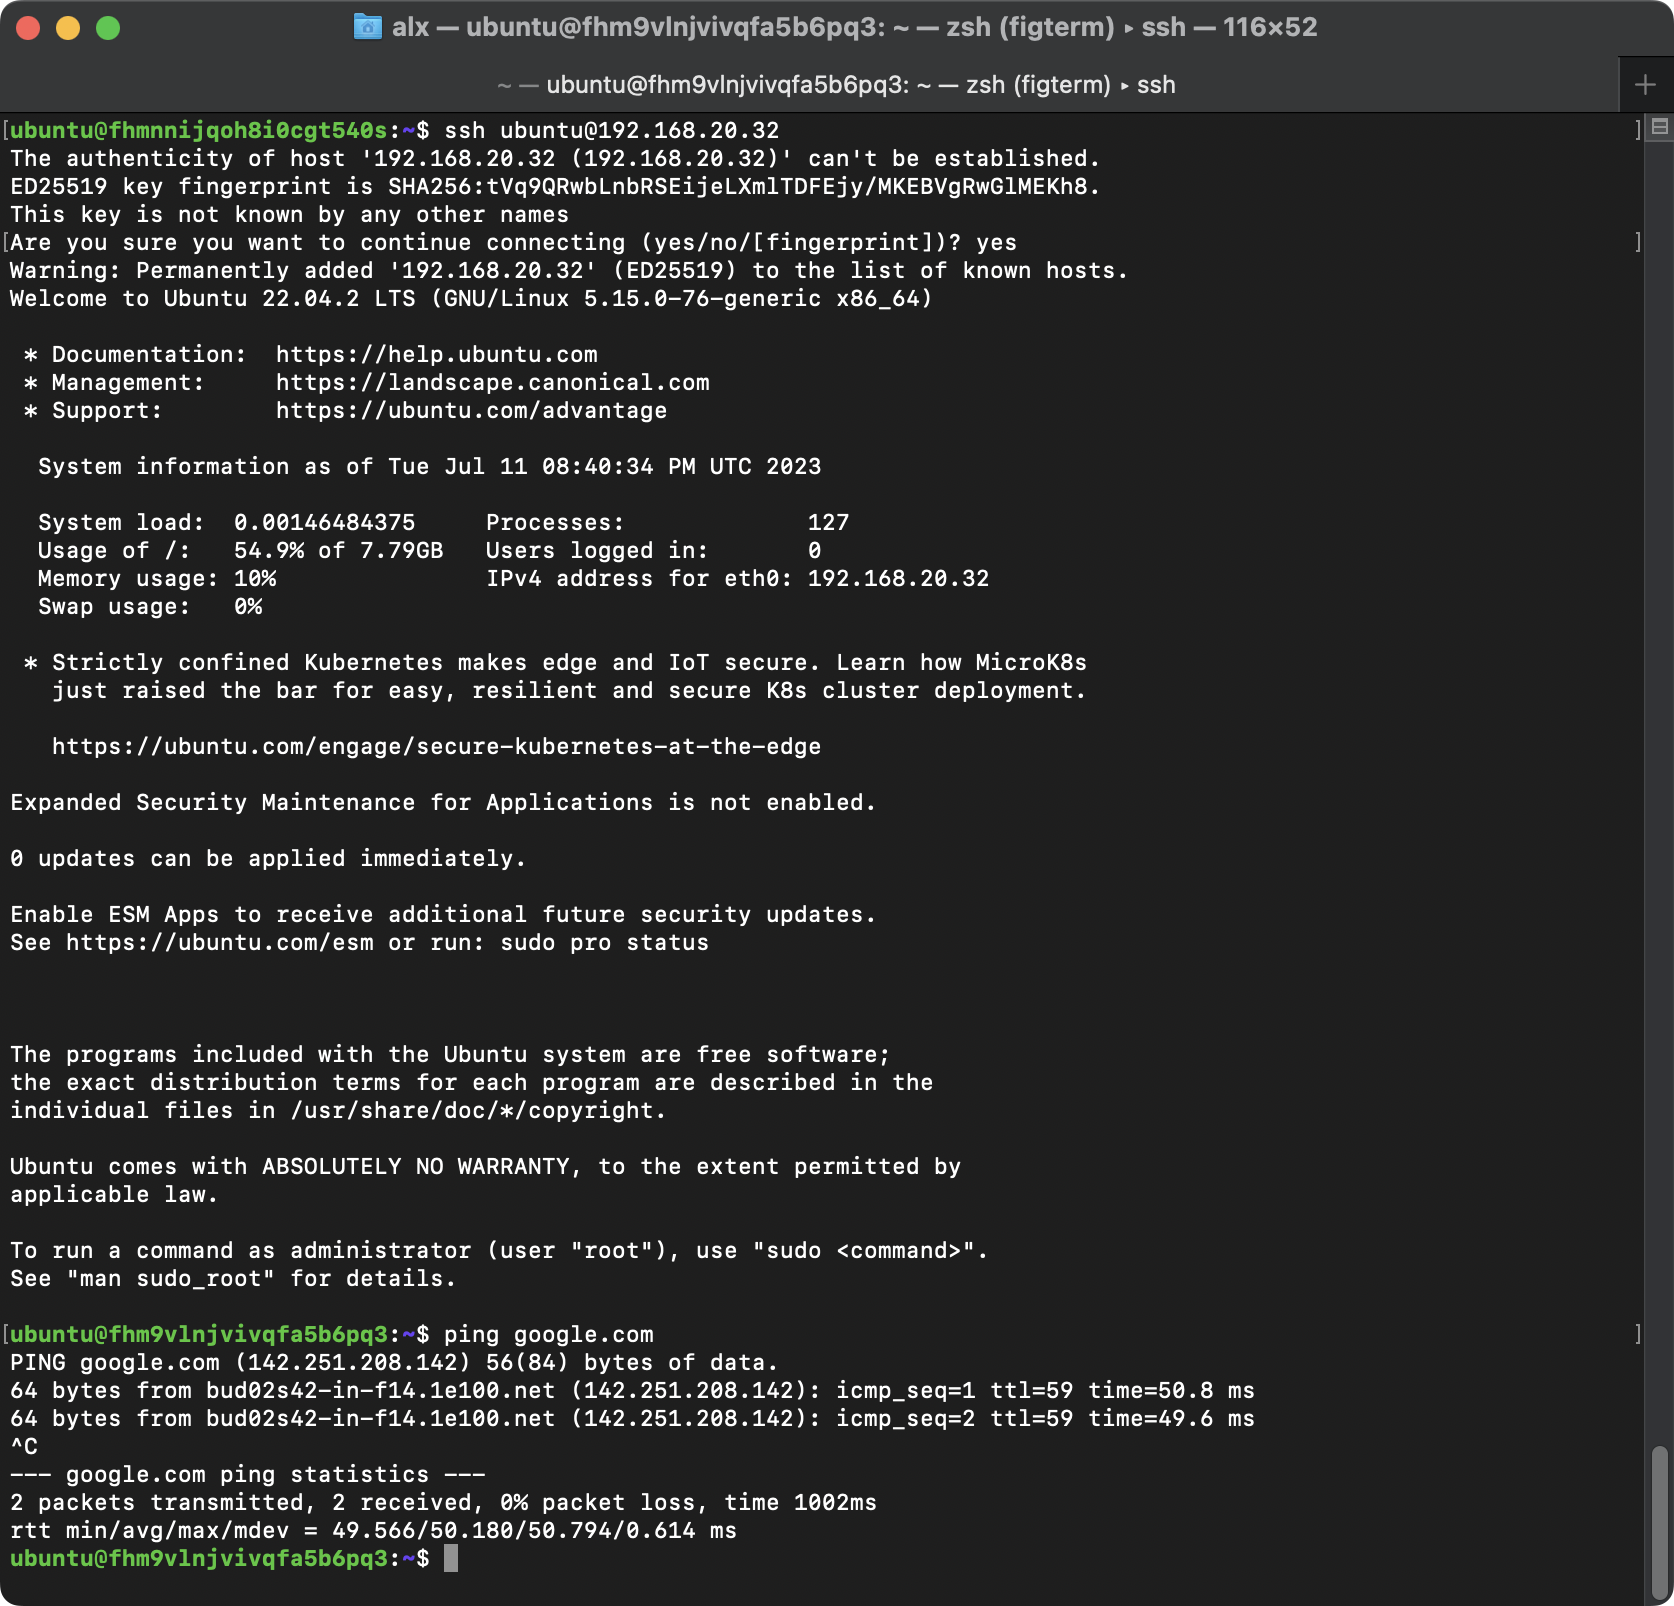 alx — ubuntu@fhm9vlnjvivqfa5b6pq3: ~ — zsh (figterm) ▸ ssh — 116×52
~ — ubuntu@fhm9vlnjvivqfa5b6pq3: ~ — zsh (figterm) ▸ ssh
[ubuntu@fhmnnijqoh8i0cgt540s:~$ ssh ubuntu@192.168.20.32 ]
The authenticity of host '192.168.20.32 (192.168.20.32)' can't be established.
ED25519 key fingerprint is SHA256:tVq9QRwbLnbRSEijeLXmlTDFEjy/MKEBVgRwGlMEKh8.
This key is not known by any other names
[Are you sure you want to continue connecting (yes/no/[fingerprint])? yes ]
Warning: Permanently added '192.168.20.32' (ED25519) to the list of known hosts.
Welcome to Ubuntu 22.04.2 LTS (GNU/Linux 5.15.0-76-generic x86_64)
* Documentation:  https://help.ubuntu.com
* Management:     https://landscape.canonical.com
* Support:        https://ubuntu.com/advantage
System information as of Tue Jul 11 08:40:34 PM UTC 2023
System load:  0.00146484375     Processes:             127
Usage of /:   54.9% of 7.79GB   Users logged in:       0
Memory usage: 10%               IPv4 address for eth0: 192.168.20.32
Swap usage:   0%
* Strictly confined Kubernetes makes edge and IoT secure. Learn how MicroK8s
just raised the bar for easy, resilient and secure K8s cluster deployment.
https://ubuntu.com/engage/secure-kubernetes-at-the-edge
Expanded Security Maintenance for Applications is not enabled.
0 updates can be applied immediately.
Enable ESM Apps to receive additional future security updates.
See https://ubuntu.com/esm or run: sudo pro status
The programs included with the Ubuntu system are free software;
the exact distribution terms for each program are described in the
individual files in /usr/share/doc/*/copyright.
Ubuntu comes with ABSOLUTELY NO WARRANTY, to the extent permitted by
applicable law.
To run a command as administrator (user "root"), use "sudo <command>".
See "man sudo_root" for details.
[ubuntu@fhm9vlnjvivqfa5b6pq3:~$ ping google.com ]
PING google.com (142.251.208.142) 56(84) bytes of data.
64 bytes from bud02s42-in-f14.1e100.net (142.251.208.142): icmp_seq=1 ttl=59 time=50.8 ms
64 bytes from bud02s42-in-f14.1e100.net (142.251.208.142): icmp_seq=2 ttl=59 time=49.6 ms
^C
--- google.com ping statistics ---
2 packets transmitted, 2 received, 0% packet loss, time 1002ms
rtt min/avg/max/mdev = 49.566/50.180/50.794/0.614 ms
ubuntu@fhm9vlnjvivqfa5b6pq3:~$